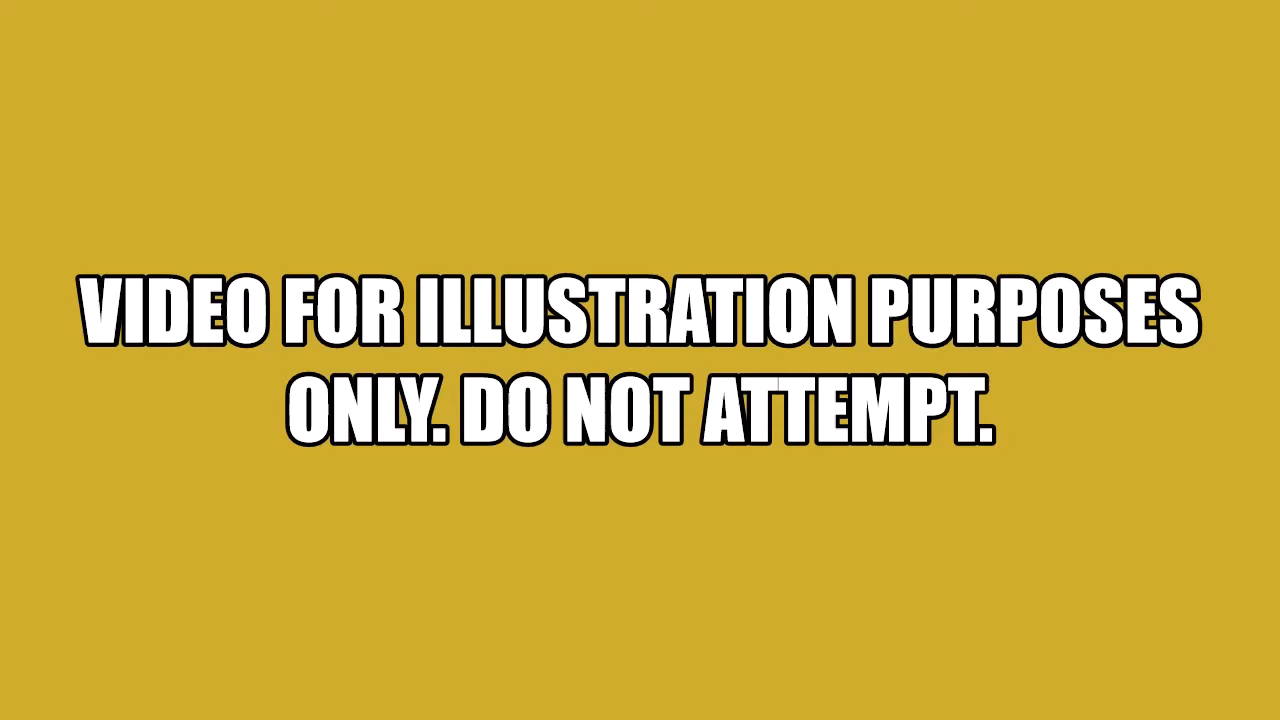 VIDEO FOR ILLUSTRATION PURPOSES
ONLY. DO NOT ATTEMPT.